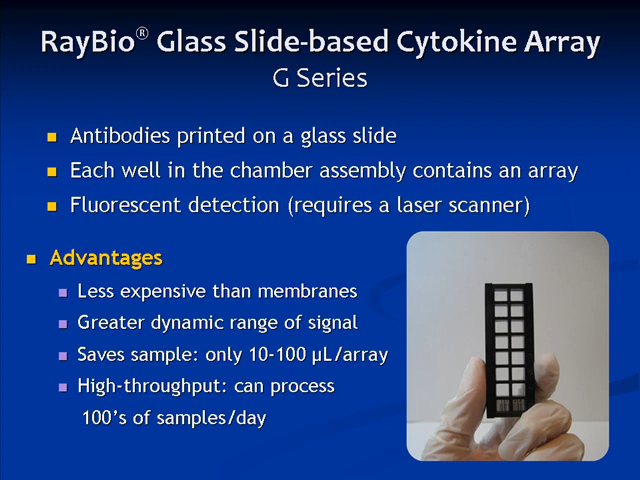 RayBio® Glass Slide-based Cytokine Array
G Series
Antibodies printed on a glass slide
Each well in the chamber assembly contains an array
Fluorescent detection (requires a laser scanner)
Advantages
Less expensive than membranes
Greater dynamic range of signal
Saves sample: only 10-100 µL/array
High-throughput: can process
100’s of samples/day